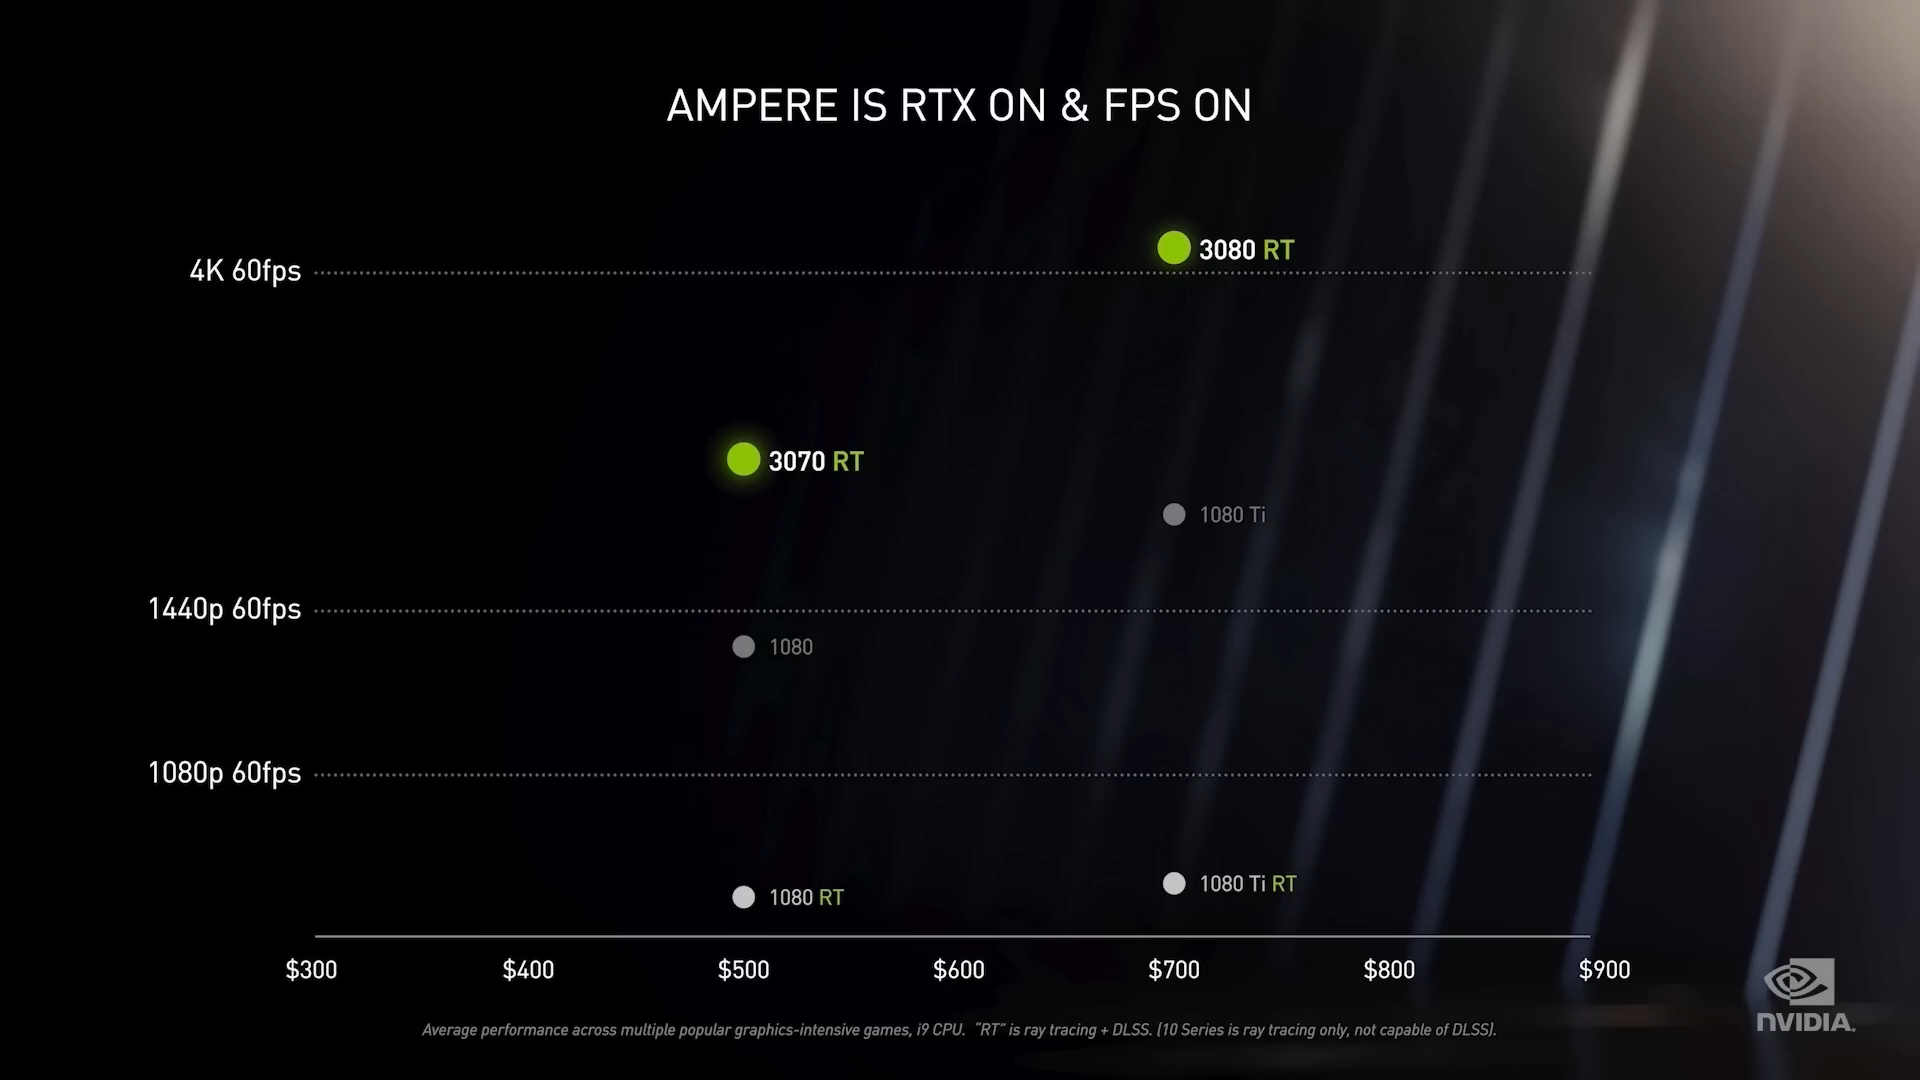 AMPERE IS RTX ON & FPS ON
4K 60fps
3080 RT
3070 RT
1080 Ti
1440p 60fps
1080
1080p 60fps
1080 Ti RT
1080 RT
$300 $400 $500 $600 $700 $800 $900
Average performance across multiple popular graphics-intensive games, i9 CPU. "RT" is ray tracing + DLSS. (10 Series is ray tracing only, not capable of DLSS).
NVIDIA.